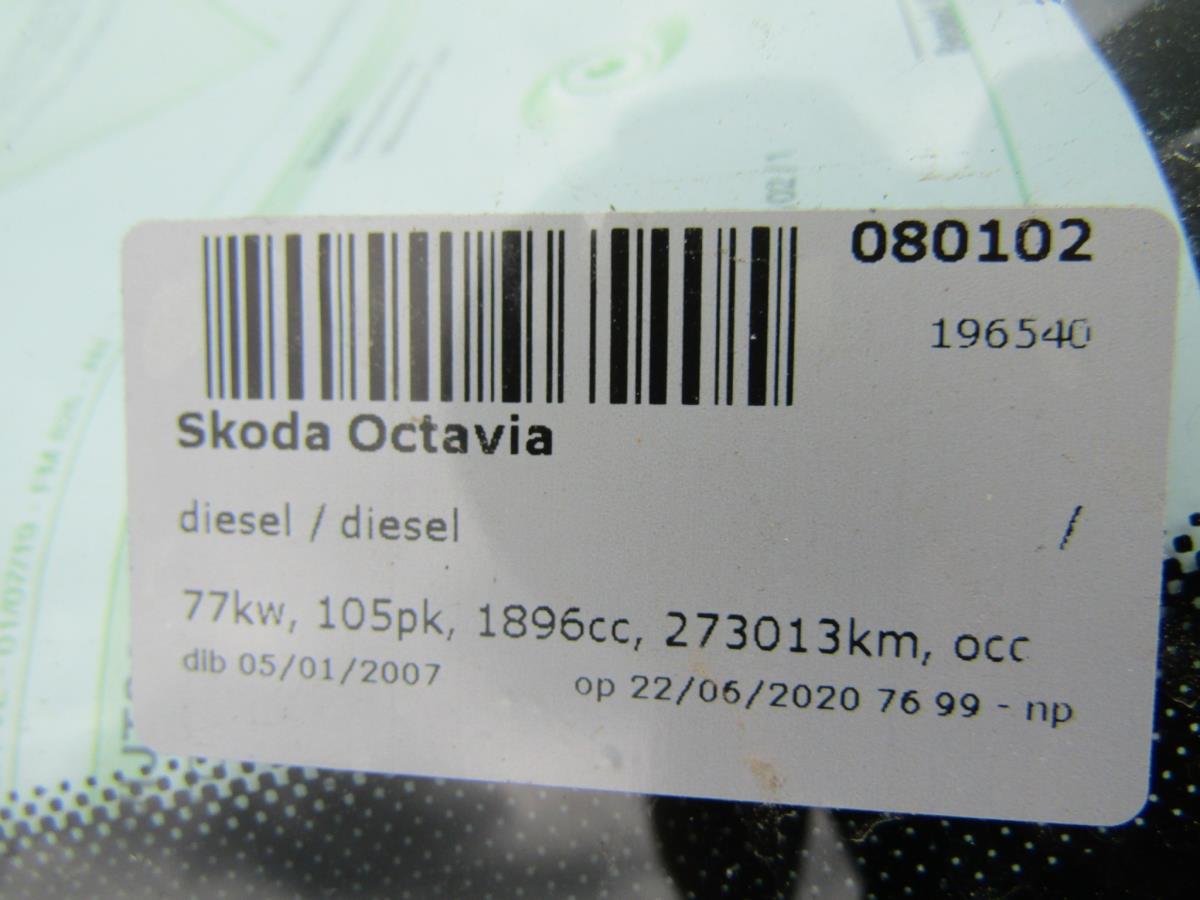 080102
196540
Skoda Octavia
diesel / diesel /
77kw, 105pk, 1896cc, 273013km, occ
dlb 05/01/2007 op 22/06/2020 76 99 - np